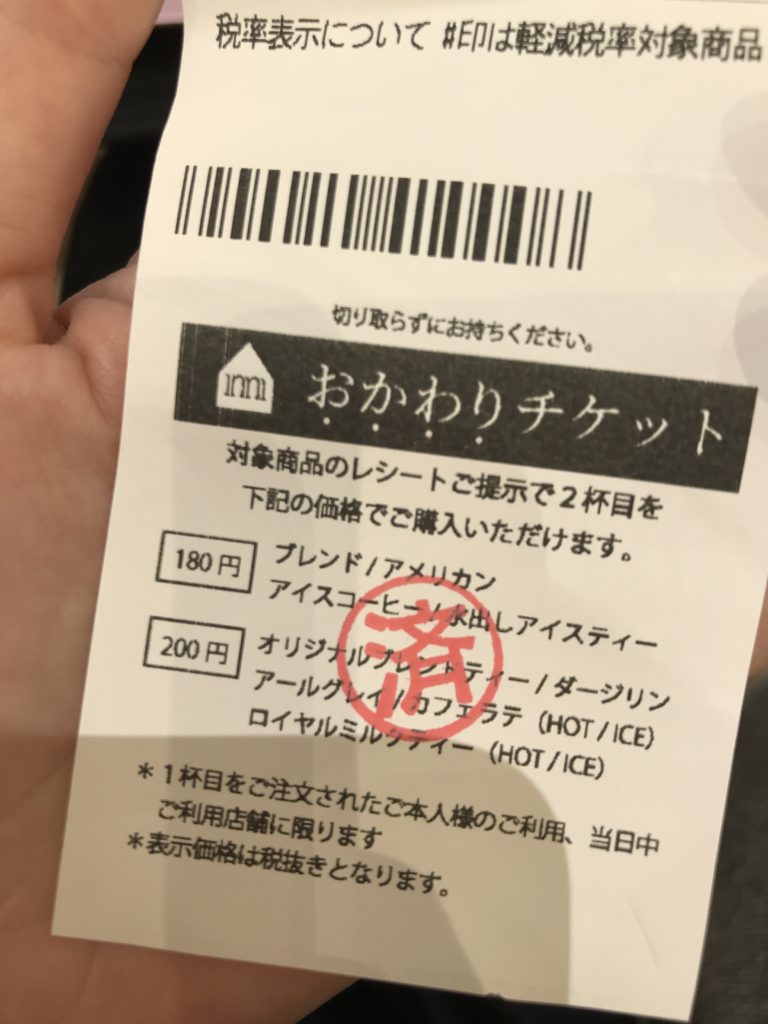 税率表示について #印は軽減税率対象商品
切り取らずにお持ちください。
inni おかわりチケット
対象商品のレシートご提示で2杯目を
下記の価格でご購入いただけます。
180円 ブレンド/アメリカン
アイスコーヒー/水出しアイスティー
200円 オリジナルブレンドティー/ダージリン
アールグレイ/カフェラテ(HOT/ICE)
ロイヤルミルクティー(HOT/ICE)
済
*1杯目をご注文されたご本人様のご利用、当日中
ご利用店舗に限ります
*表示価格は税抜きとなります。